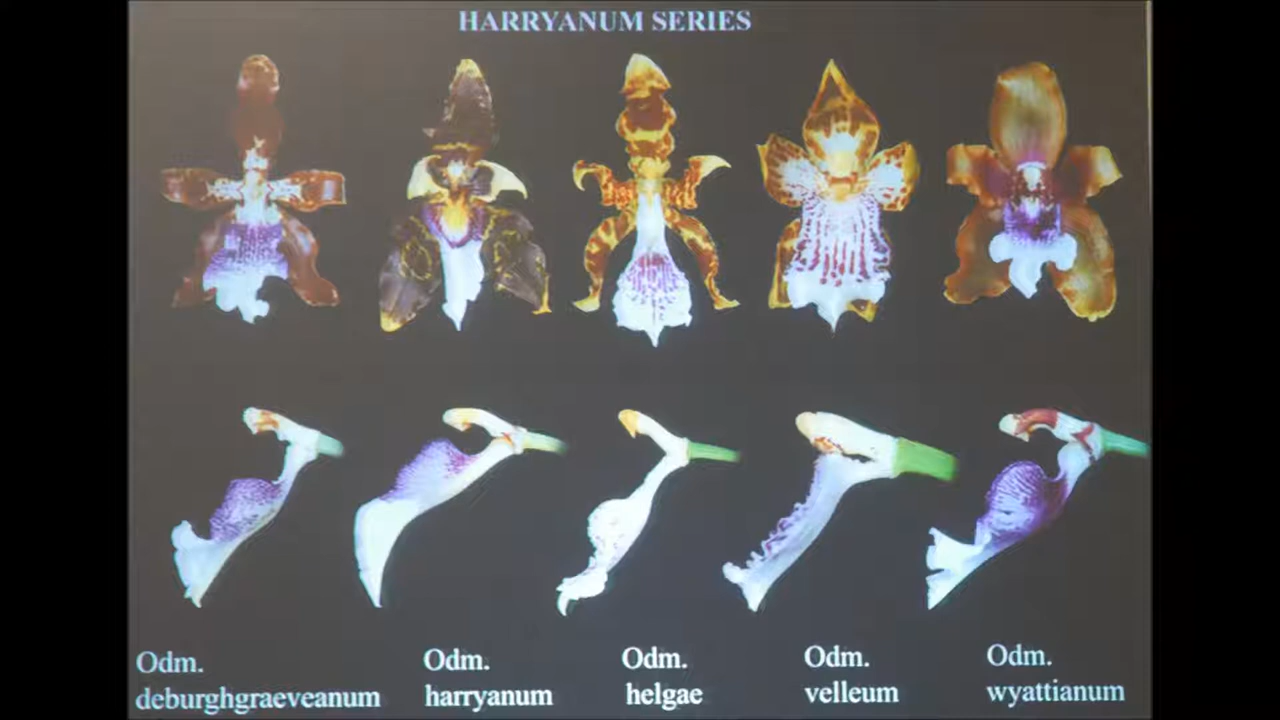 HARRYANUM SERIES
Odm.
deburghgraeveanum
Odm.
harryanum
Odm.
helgae
Odm.
velleum
Odm.
wyattianum